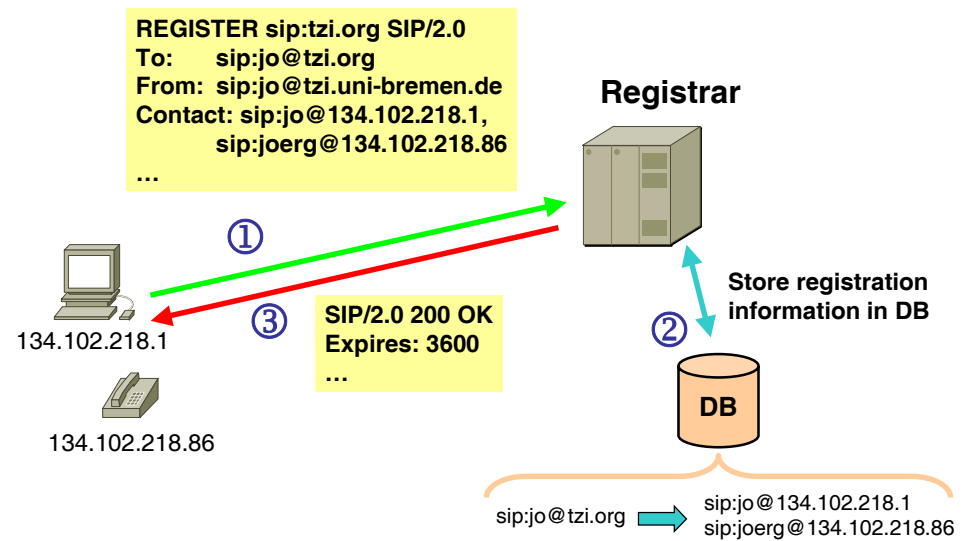 REGISTER sip:tzi.org SIP/2.0
To: sip:jo@tzi.org
From: sip:jo@tzi.uni-bremen.de
Contact: sip:jo@134.102.218.1,
sip:joerg@134.102.218.86
…
Registrar
①
134.102.218.1
③
SIP/2.0 200 OK
Expires: 3600
…
Store registration
information in DB
②
134.102.218.86
DB
sip:jo@tzi.org
sip:jo@134.102.218.1
sip:joerg@134.102.218.86